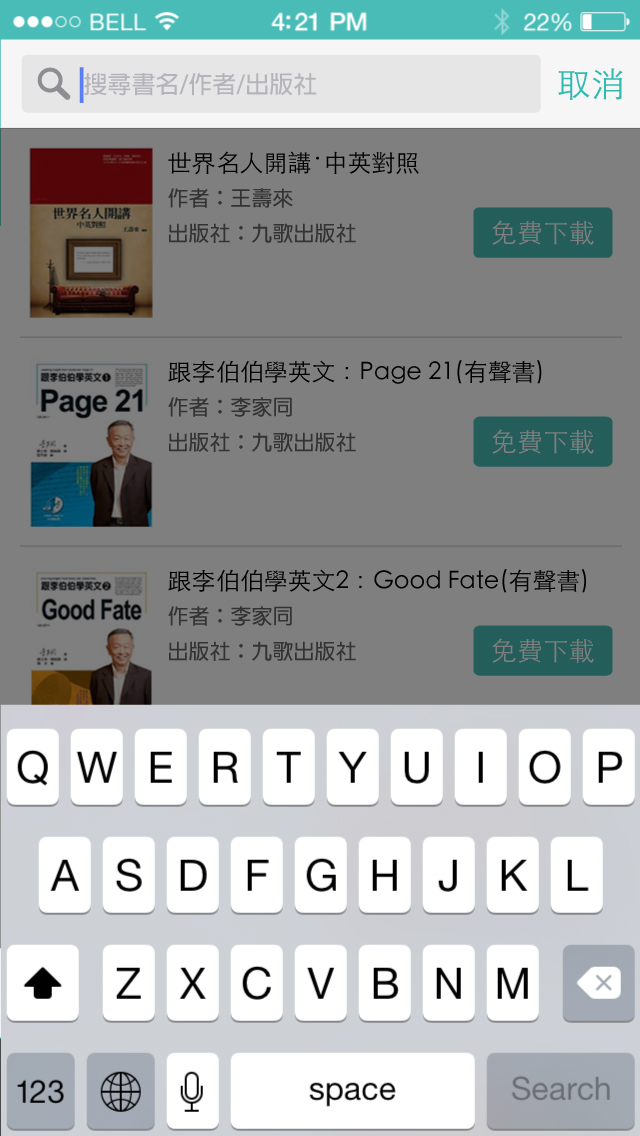 BELL 4:21 PM 22%
搜尋書名/作者/出版社 取消
世界名人開講
中英對照
世界名人開講˙中英對照
作者：王壽來
出版社：九歌出版社
免費下載
跟李伯伯學英文1
Page 21
跟李伯伯學英文：Page 21(有聲書)
作者：李家同
出版社：九歌出版社
免費下載
跟李伯伯學英文2
Good Fate
跟李伯伯學英文2：Good Fate(有聲書)
作者：李家同
出版社：九歌出版社
免費下載
Q W E R T Y U I O P
A S D F G H J K L
Z X C V B N M
123 space Search